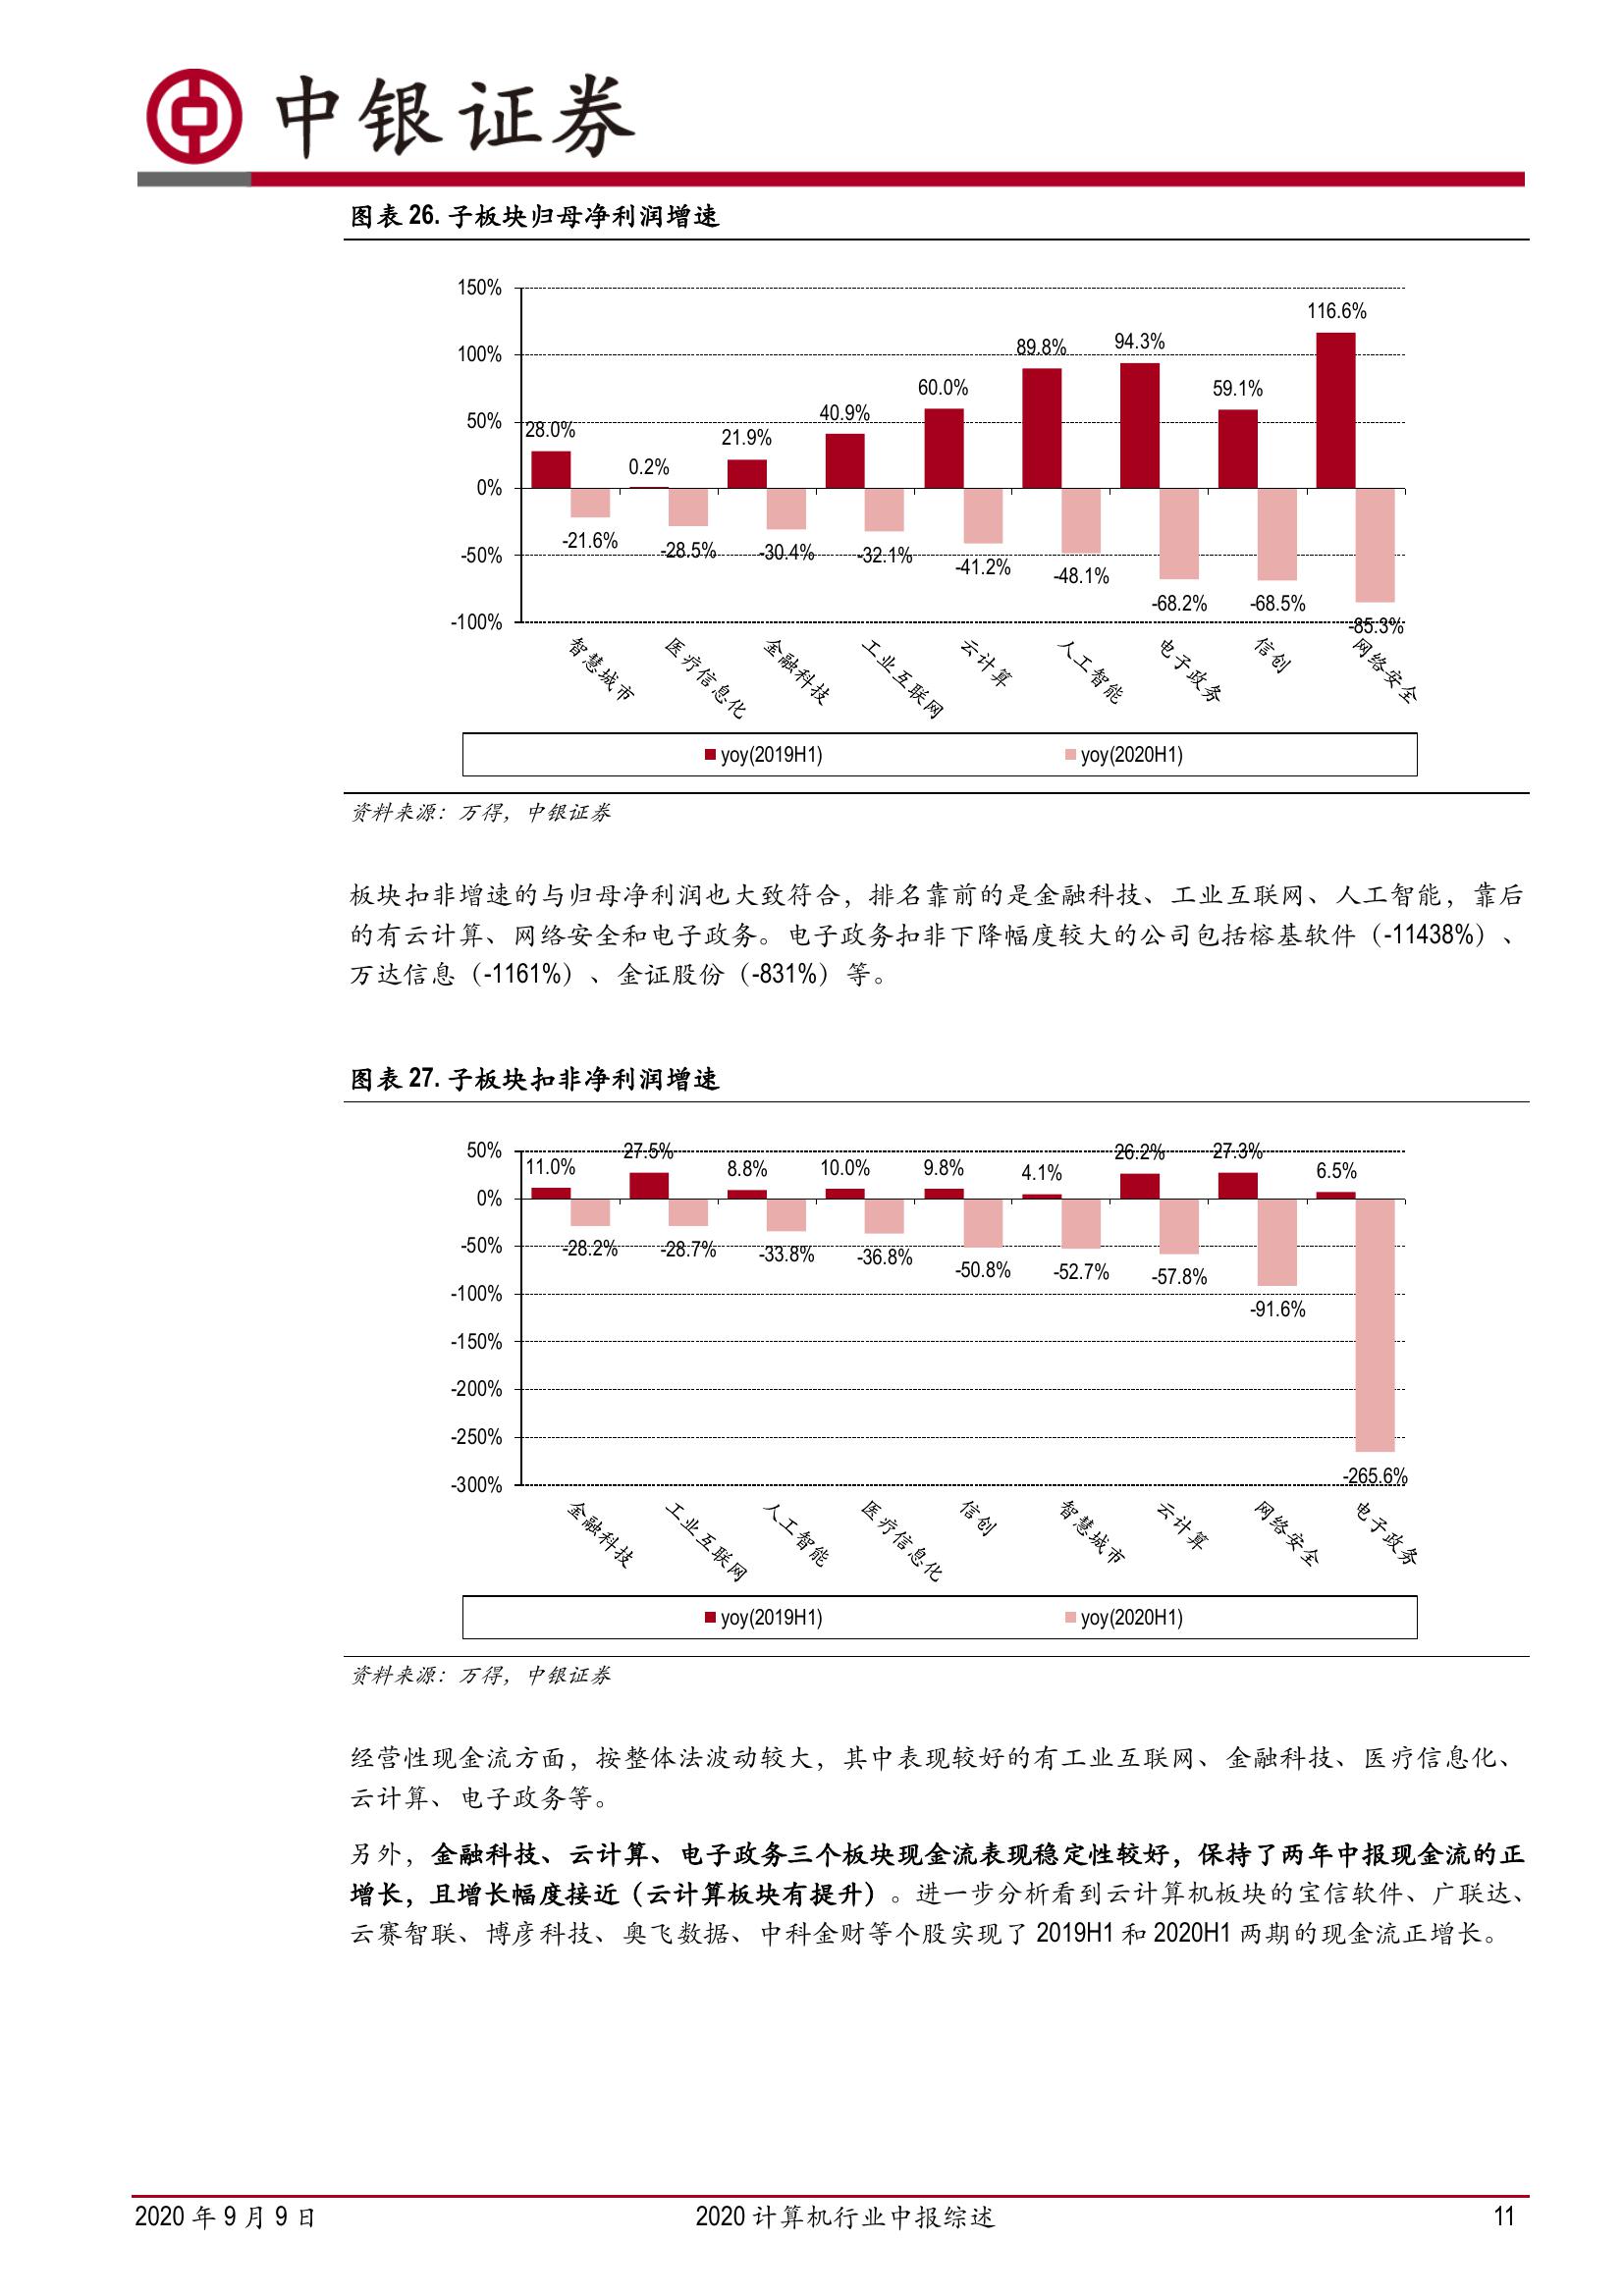 中银证券
图表 26. 子板块归母净利润增速
150%
100%
50%
0%
-50%
-100%
28.0%
0.2%
21.9%
40.9%
60.0%
89.8%
94.3%
59.1%
116.6%
-21.6%
-28.5%
-30.4%
-32.1%
-41.2%
-48.1%
-68.2%
-68.5%
-85.3%
智慧城市
医疗信息化
金融科技
工业互联网
云计算
人工智能
电子政务
信创
网络安全
yoy(2019H1)
yoy(2020H1)
资料来源：万得，中银证券
板块扣非增速的与归母净利润也大致符合，排名靠前的是金融科技、工业互联网、人工智能，靠后
的有云计算、网络安全和电子政务。电子政务扣非下降幅度较大的公司包括榕基软件（-11438%）、
万达信息（-1161%）、金证股份（-831%）等。
图表 27. 子板块扣非净利润增速
50%
0%
-50%
-100%
-150%
-200%
-250%
-300%
11.0%
27.5%
8.8%
10.0%
9.8%
4.1%
26.2%
27.3%
6.5%
-28.2%
-28.7%
-33.8%
-36.8%
-50.8%
-52.7%
-57.8%
-91.6%
-265.6%
金融科技
工业互联网
人工智能
医疗信息化
信创
智慧城市
云计算
网络安全
电子政务
yoy(2019H1)
yoy(2020H1)
资料来源：万得，中银证券
经营性现金流方面，按整体法波动较大，其中表现较好的有工业互联网、金融科技、医疗信息化、
云计算、电子政务等。
另外，金融科技、云计算、电子政务三个板块现金流表现稳定性较好，保持了两年中报现金流的正
增长，且增长幅度接近（云计算板块有提升）。进一步分析看到云计算机板块的宝信软件、广联达、
云赛智联、博彦科技、奥飞数据、中科金财等个股实现了 2019H1 和 2020H1 两期的现金流正增长。
2020 年 9 月 9 日
2020 计算机行业中报综述
11